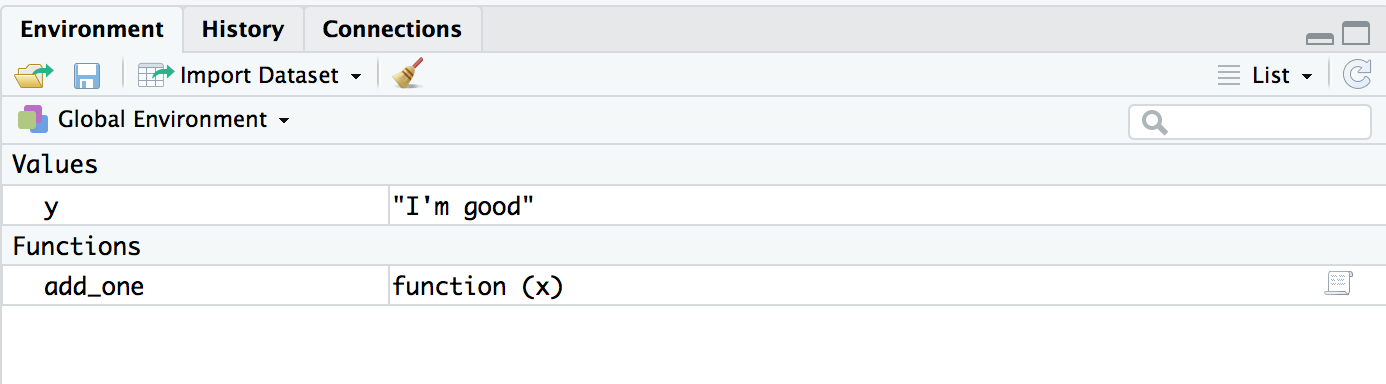 Environment History Connections
Import Dataset List
Global Environment
Values
y "I'm good"
Functions
add_one function (x)